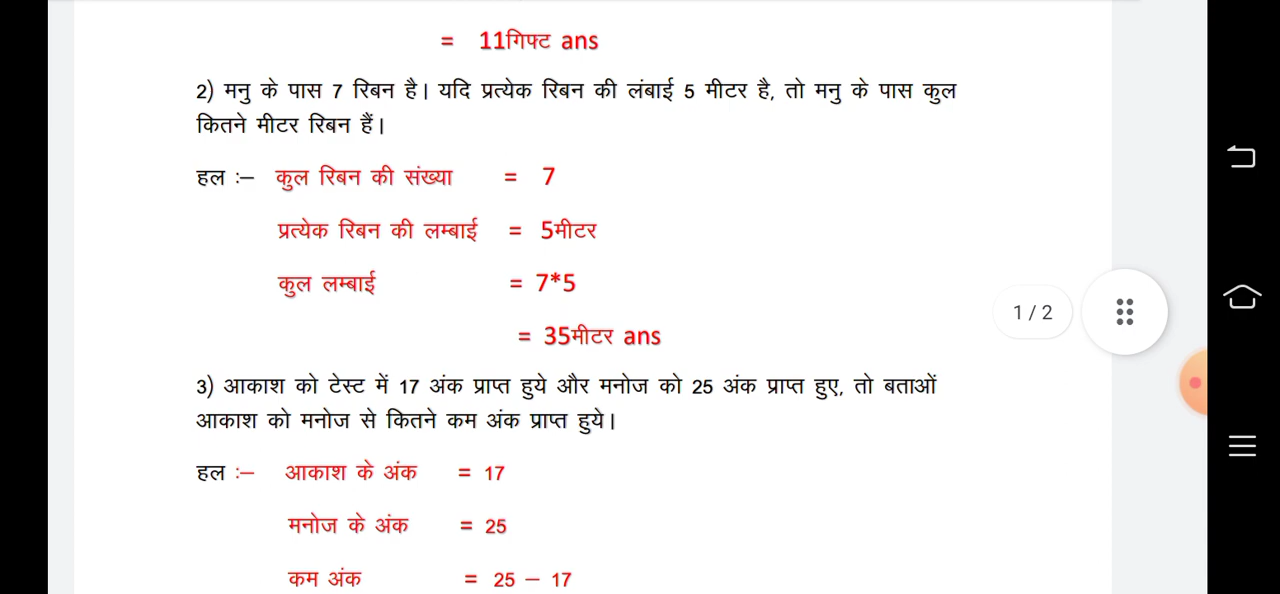 = 11गिफ्ट ans
2) मनु के पास 7 रिबन है। यदि प्रत्येक रिबन की लंबाई 5 मीटर है, तो मनु के पास कुल
कितने मीटर रिबन हैं।
हल :– कुल रिबन की संख्या = 7
प्रत्येक रिबन की लम्बाई = 5मीटर
कुल लम्बाई = 7*5
1 / 2
= 35मीटर ans
3) आकाश को टेस्ट में 17 अंक प्राप्त हुये और मनोज को 25 अंक प्राप्त हुए, तो बताओं
आकाश को मनोज से कितने कम अंक प्राप्त हुये।
हल :– आकाश के अंक = 17
मनोज के अंक = 25
कम अंक = 25 – 17